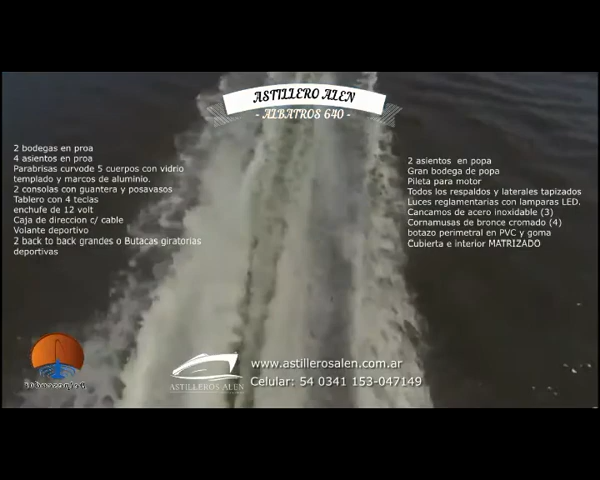 ASTILLERO ALEN
- ALBATROS 640 -
2 bodegas en proa
4 asientos en proa
Parabrisas curvode 5 cuerpos con vidrio
templado y marcos de aluminio.
2 consolas con guantera y posavasos
Tablero con 4 teclas
enchufe de 12 volt
Caja de direccion c/ cable
Volante deportivo
2 back to back grandes o Butacas giratorias
deportivas
2 asientos en popa
Gran bodega de popa
Pileta para motor
Todos los respaldos y laterales tapizados
Luces reglamentarias con lamparas LED.
Cancamos de acero inoxidable (3)
Cornamusas de bronce cromado (4)
botazo perimetral en PVC y goma
Cubierta e interior MATRIZADO
ASTILLEROS ALEN
www.astillerosalen.com.ar
Celular: 54 0341 153-047149